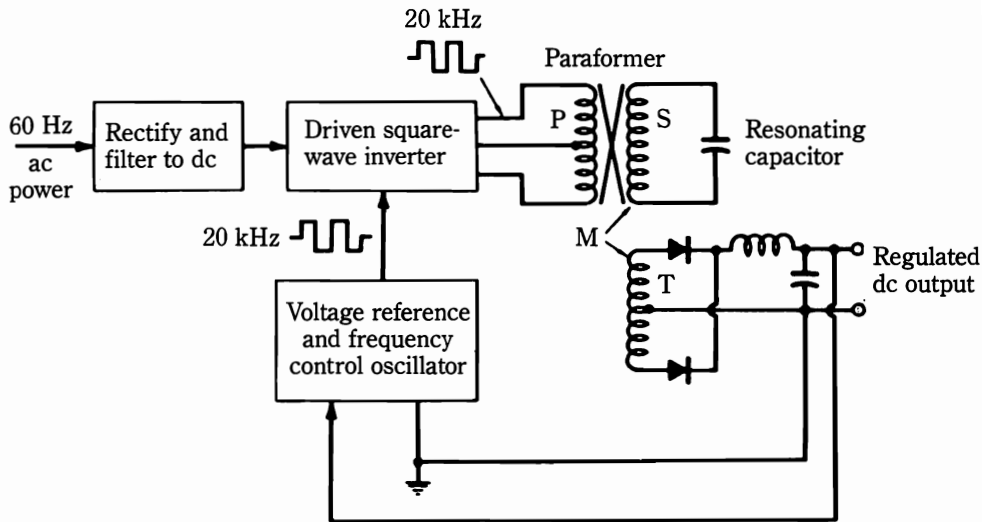 20 kHz
Paraformer
60 Hz
ac
power
Rectify and
filter to dc
Driven square-
wave inverter
P
S
Resonating
capacitor
20 kHz
M
T
Regulated
dc output
Voltage reference
and frequency
control oscillator